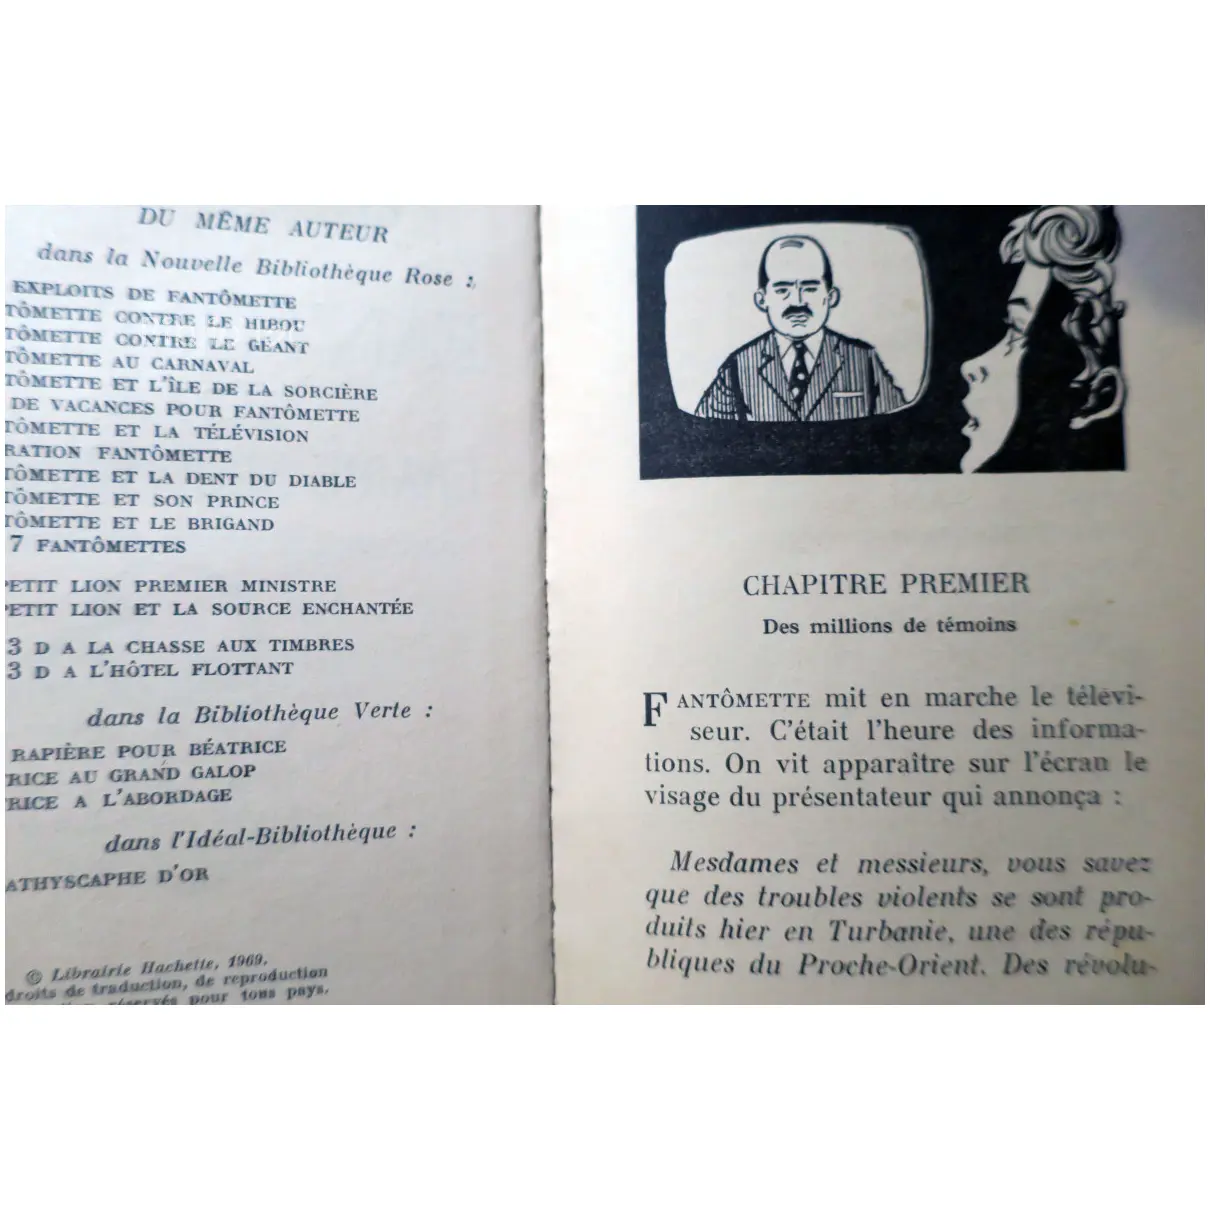 DU MÊME AUTEUR
dans la Nouvelle Bibliothèque Rose :
EXPLOITS DE FANTÔMETTE
TÔMETTE CONTRE LE HIBOU
TÔMETTE CONTRE LE GÉANT
TÔMETTE AU CARNAVAL
TÔMETTE ET L'ÎLE DE LA SORCIÈRE
DE VACANCES POUR FANTÔMETTE
TÔMETTE ET LA TÉLÉVISION
RATION FANTÔMETTE
TÔMETTE ET LA DENT DU DIABLE
TÔMETTE ET SON PRINCE
TÔMETTE ET LE BRIGAND
7 FANTÔMETTES
PETIT LION PREMIER MINISTRE
PETIT LION ET LA SOURCE ENCHANTÉE
3 D A LA CHASSE AUX TIMBRES
3 D A L'HÔTEL FLOTTANT
dans la Bibliothèque Verte :
RAPIÈRE POUR BÉATRICE
RICE AU GRAND GALOP
RICE A L'ABORDAGE
dans l'Idéal-Bibliothèque :
ATHYSCAPHE D'OR
© Librairie Hachette, 1969.
droits de traduction, de reproduction
réservés pour tous pays.
CHAPITRE PREMIER
Des millions de témoins
FANTÔMETTE mit en marche le télévi-
seur. C'était l'heure des informa-
tions. On vit apparaître sur l'écran le
visage du présentateur qui annonça :
Mesdames et messieurs, vous savez
que des troubles violents se sont pro-
duits hier en Turbanie, une des répu-
bliques du Proche-Orient. Des révolu-